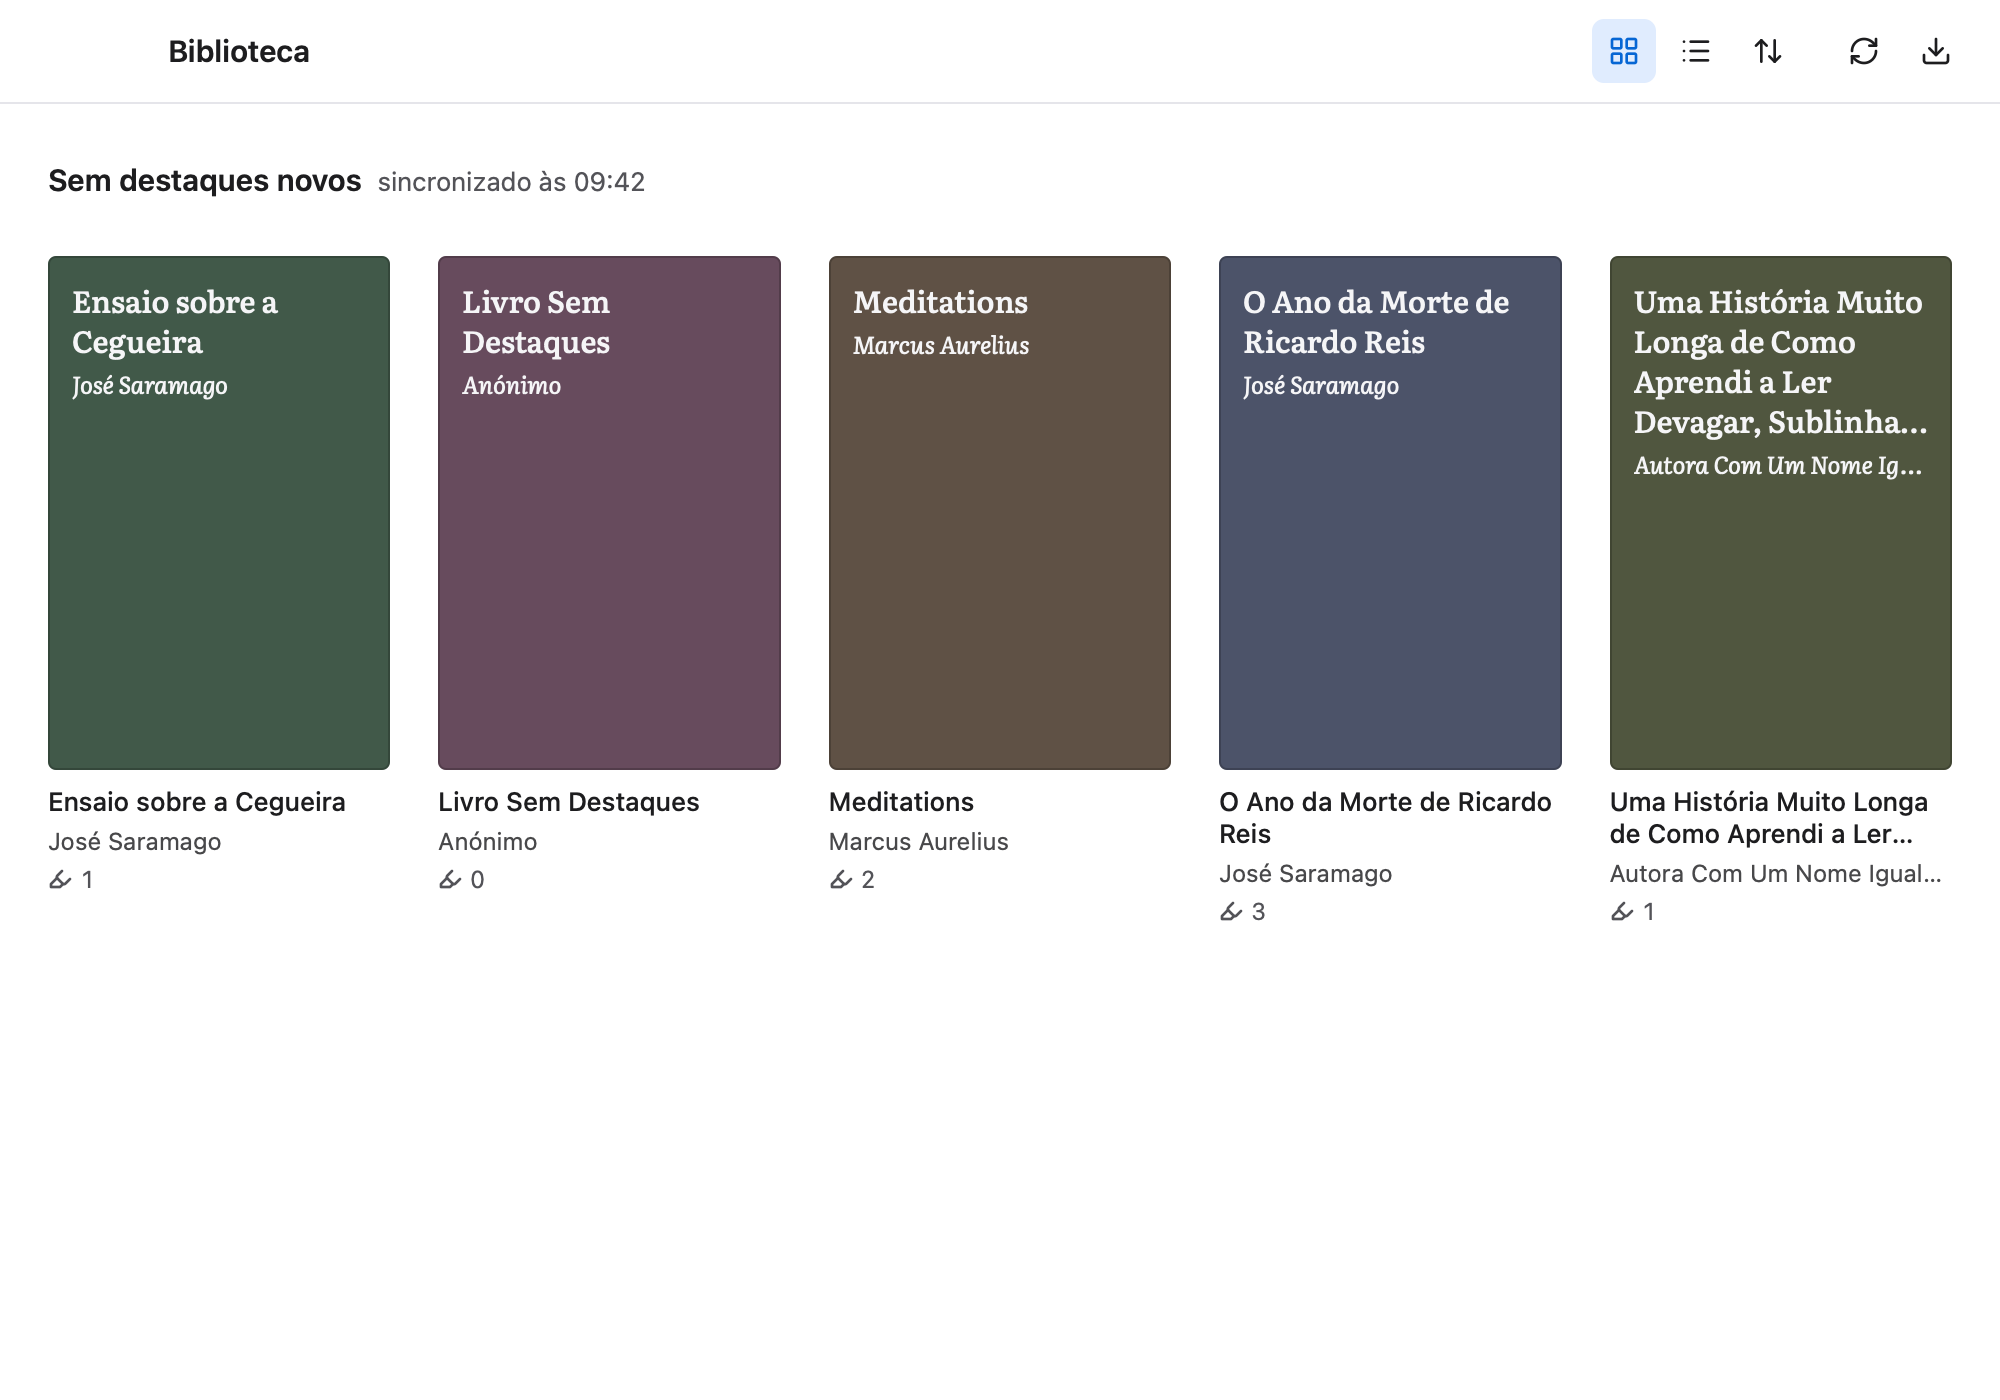 Biblioteca
Sem destaques novos sincronizado às 09:42
Ensaio sobre a
Cegueira
José Saramago
Livro Sem
Destaques
Anónimo
Meditations
Marcus Aurelius
O Ano da Morte de
Ricardo Reis
José Saramago
Uma História Muito
Longa de Como
Aprendi a Ler
Devagar, Sublinha...
Autora Com Um Nome Ig...
Ensaio sobre a Cegueira
José Saramago
1
Livro Sem Destaques
Anónimo
0
Meditations
Marcus Aurelius
2
O Ano da Morte de Ricardo
Reis
José Saramago
3
Uma História Muito Longa
de Como Aprendi a Ler...
Autora Com Um Nome Igual...
1